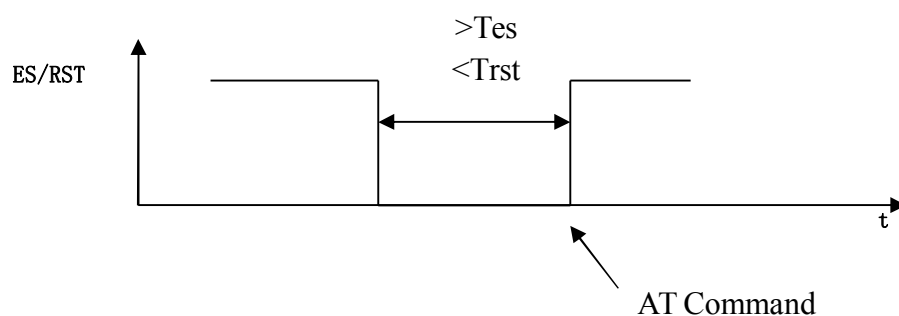 >Tes
<Trst
ES/RST
t
AT Command